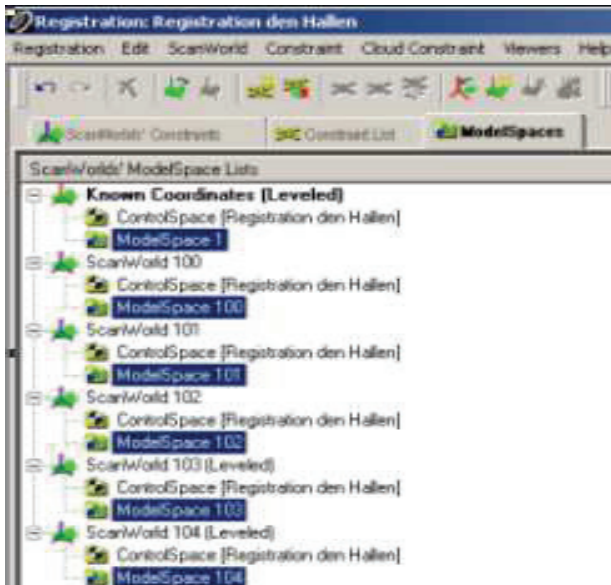 Registration: Registration den Hallen
Registration Edit ScanWorld Constraint Cloud Constraint Viewers Help
ScanWorlds' Constraints Constraint List ModelSpaces
ScanWorlds' ModelSpace Lists
Known Coordinates (Leveled)
ControlSpace [Registration den Hallen]
ModelSpace 1
ScanWorld 100
ControlSpace [Registration den Hallen]
ModelSpace 100
ScanWorld 101
ControlSpace [Registration den Hallen]
ModelSpace 101
ScanWorld 102
ControlSpace [Registration den Hallen]
ModelSpace 102
ScanWorld 103 (Leveled)
ControlSpace [Registration den Hallen]
ModelSpace 103
ScanWorld 104 (Leveled)
ControlSpace [Registration den Hallen]
ModelSpace 104